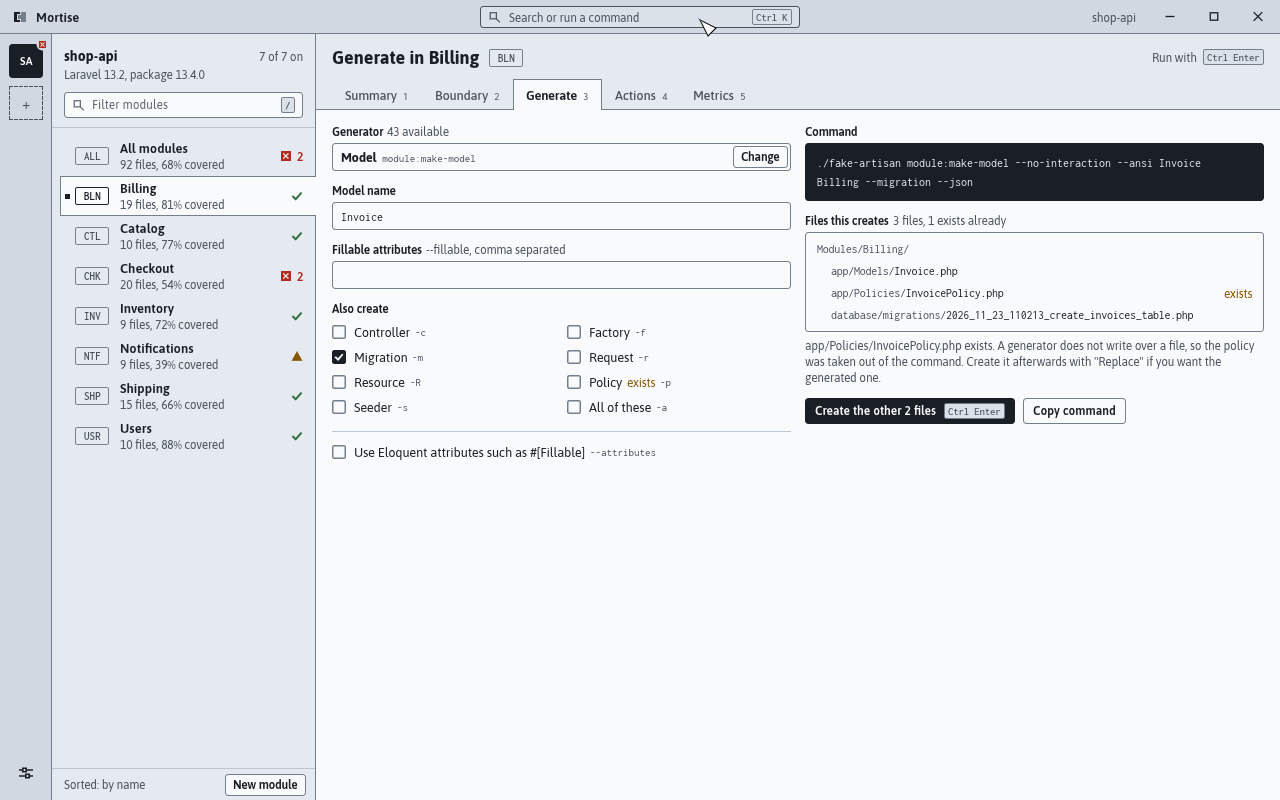 Mortise
Search or run a command Ctrl K
shop-api
SA
+
shop-api 7 of 7 on
Laravel 13.2, package 13.4.0
Filter modules /
ALL All modules 2
92 files, 68% covered
BLN Billing
19 files, 81% covered
CTL Catalog
10 files, 77% covered
CHK Checkout 2
20 files, 54% covered
INV Inventory
9 files, 72% covered
NTF Notifications
9 files, 39% covered
SHP Shipping
15 files, 66% covered
USR Users
10 files, 88% covered
Sorted: by name New module
Generate in Billing BLN
Run with Ctrl Enter
Summary 1 Boundary 2 Generate 3 Actions 4 Metrics 5
Generator 43 available
Model module:make-model Change
Model name
Invoice
Fillable attributes --fillable, comma separated
Also create
Controller -c Factory -f
Migration -m Request -r
Resource -R Policy exists -p
Seeder -s All of these -a
Use Eloquent attributes such as #[Fillable] --attributes
Command
./fake-artisan module:make-model --no-interaction --ansi Invoice
Billing --migration --json
Files this creates 3 files, 1 exists already
Modules/Billing/
app/Models/Invoice.php
app/Policies/InvoicePolicy.php exists
database/migrations/2026_11_23_110213_create_invoices_table.php
app/Policies/InvoicePolicy.php exists. A generator does not write over a file, so the policy
was taken out of the command. Create it afterwards with "Replace" if you want the
generated one.
Create the other 2 files Ctrl Enter Copy command